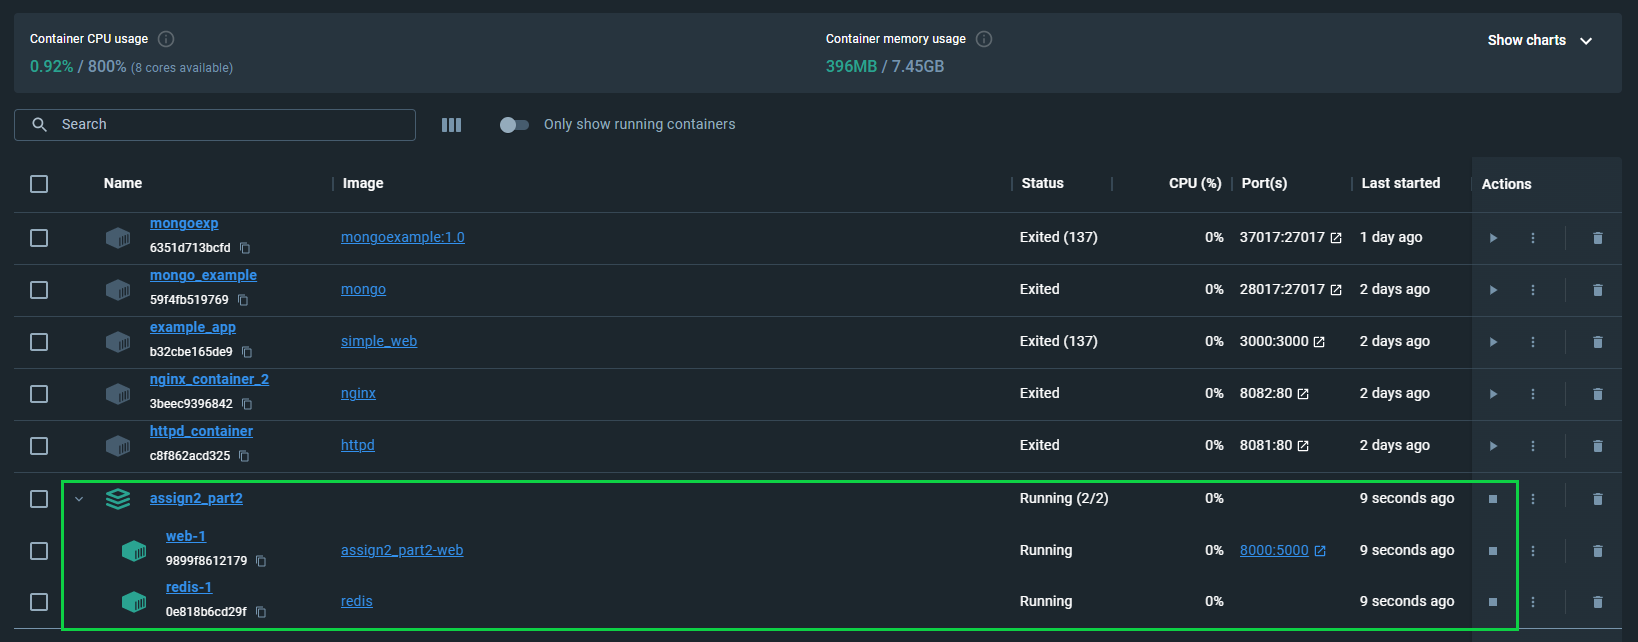 Container CPU usage
0.92% / 800% (8 cores available)
Container memory usage
396MB / 7.45GB
Show charts
Search
Only show running containers
Name Image Status CPU (%) Port(s) Last started Actions
mongoexp
6351d713bcfd
mongoexample:1.0 Exited (137) 0% 37017:27017 1 day ago
mongo_example
59f4fb519769
mongo Exited 0% 28017:27017 2 days ago
example_app
b32cbe165de9
simple_web Exited (137) 0% 3000:3000 2 days ago
nginx_container_2
3beec9396842
nginx Exited 0% 8082:80 2 days ago
httpd_container
c8f862acd325
httpd Exited 0% 8081:80 2 days ago
assign2_part2 Running (2/2) 0% 9 seconds ago
web-1
9899f8612179
assign2_part2-web Running 0% 8000:5000 9 seconds ago
redis-1
0e818b6cd29f
redis Running 0% 9 seconds ago